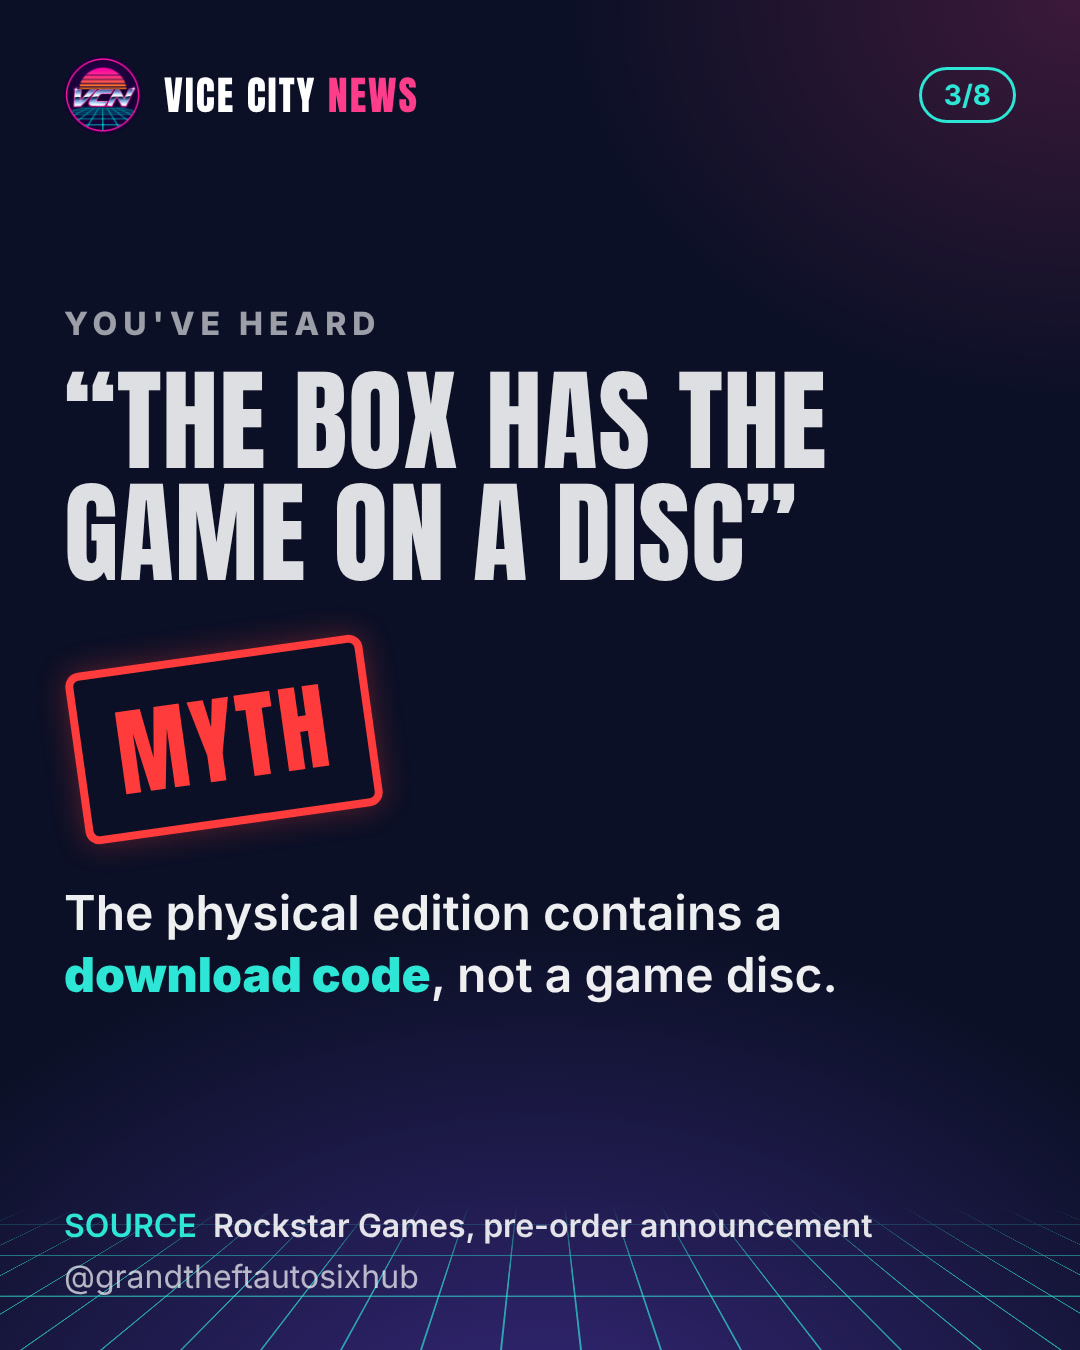 VCN
VICE CITY NEWS
3/8
YOU'VE HEARD
“THE BOX HAS THE
GAME ON A DISC”
MYTH
The physical edition contains a
download code, not a game disc.
SOURCE Rockstar Games, pre-order announcement
@grandtheftautosixhub